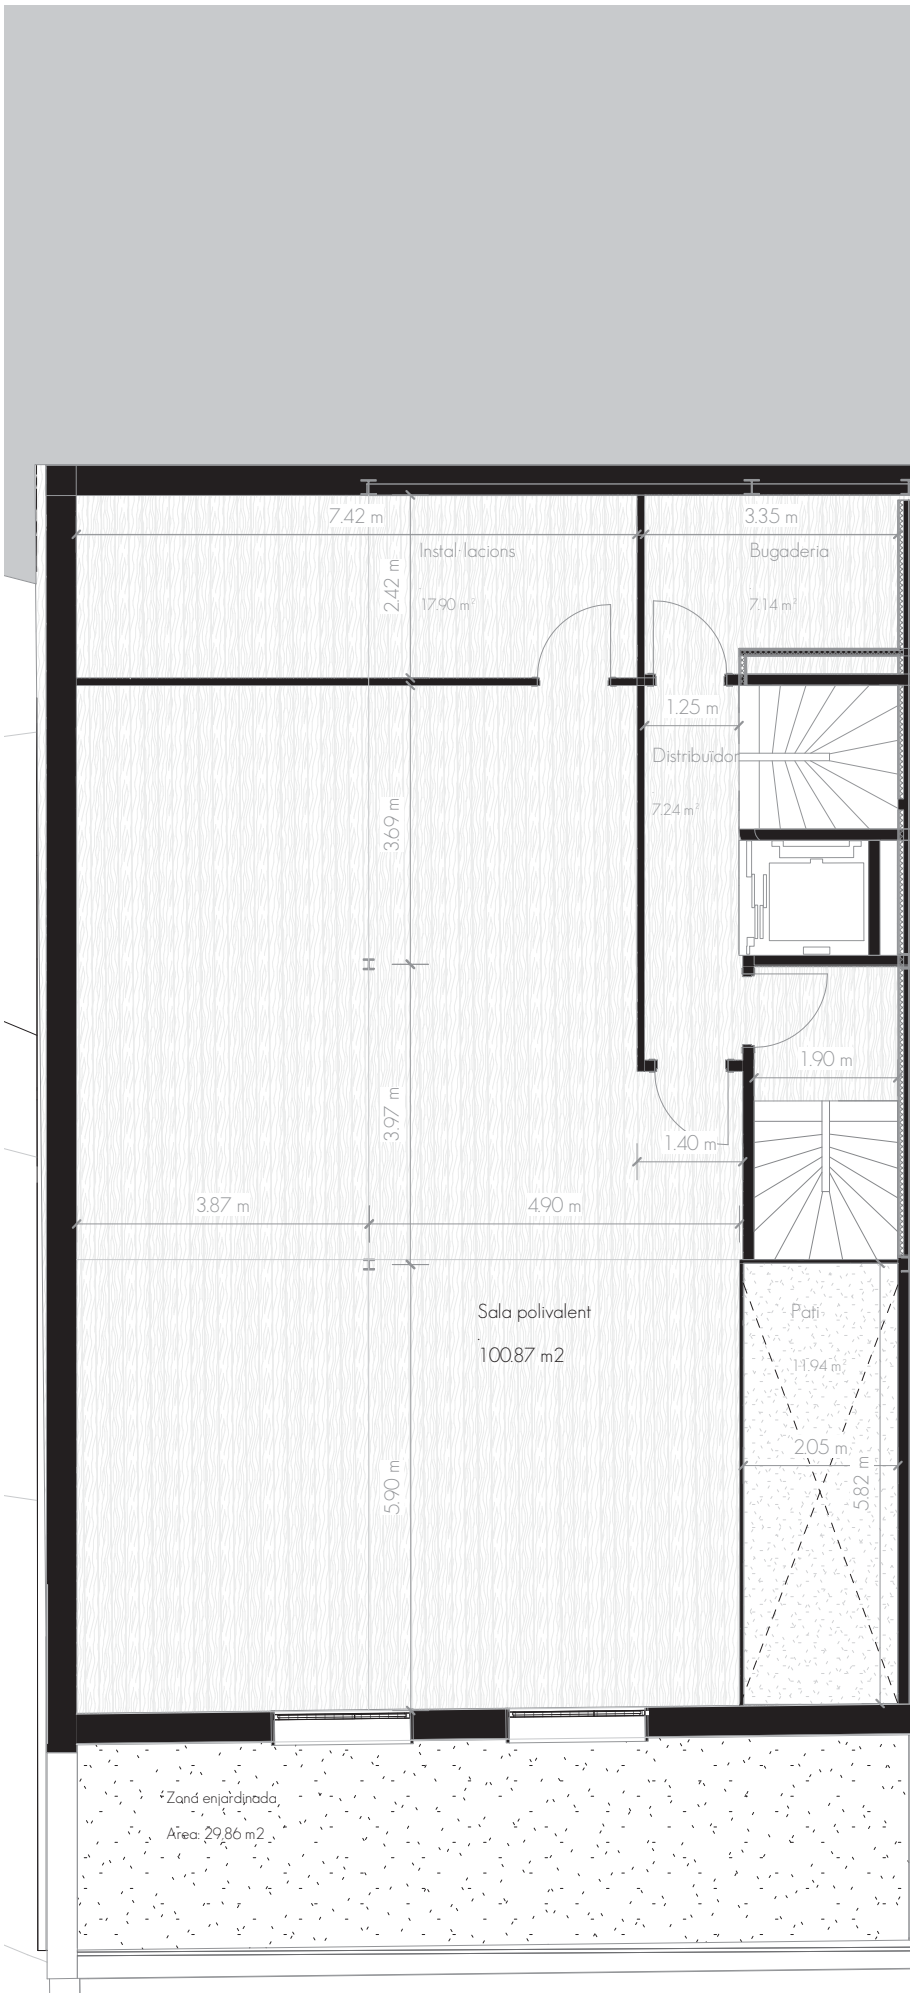 7.42 m
3.35 m
Instal·lacions
Bugaderia
2.42 m
17.90 m²
7.14 m²
1.25 m
Distribuïdor
7.24 m²
3.69 m
1.90 m
3.97 m
1.40 m
3.87 m
4.90 m
Sala polivalent
100.87 m2
Pati
11.94 m²
2.05 m
5.90 m
5.82 m
Zona enjardinada
Area: 29.86 m2